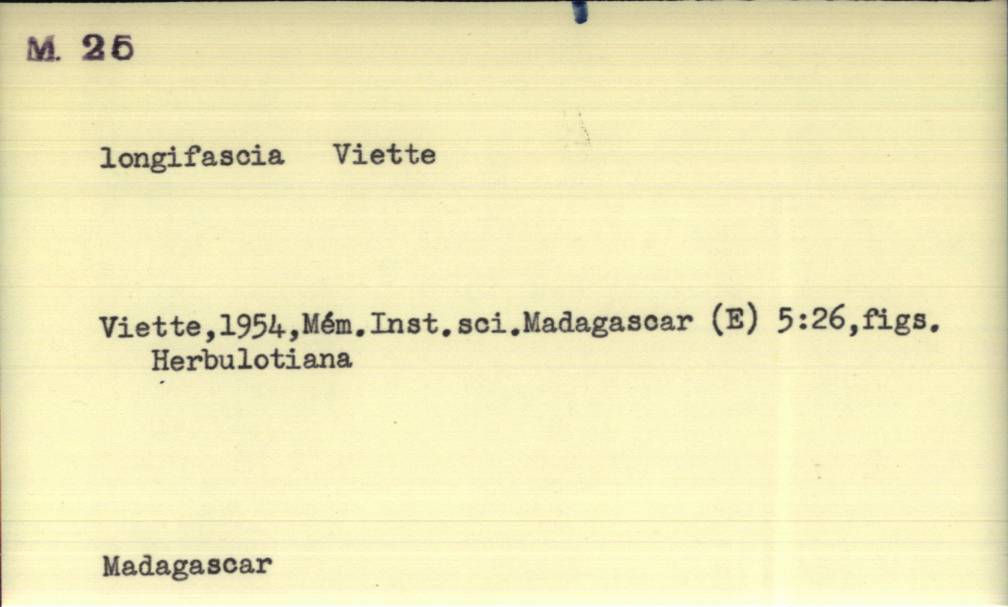 M. 25
longifascia Viette
Viette,1954,Mém.Inst.sci.Madagascar (E) 5:26,figs.
Herbulotiana
Madagascar